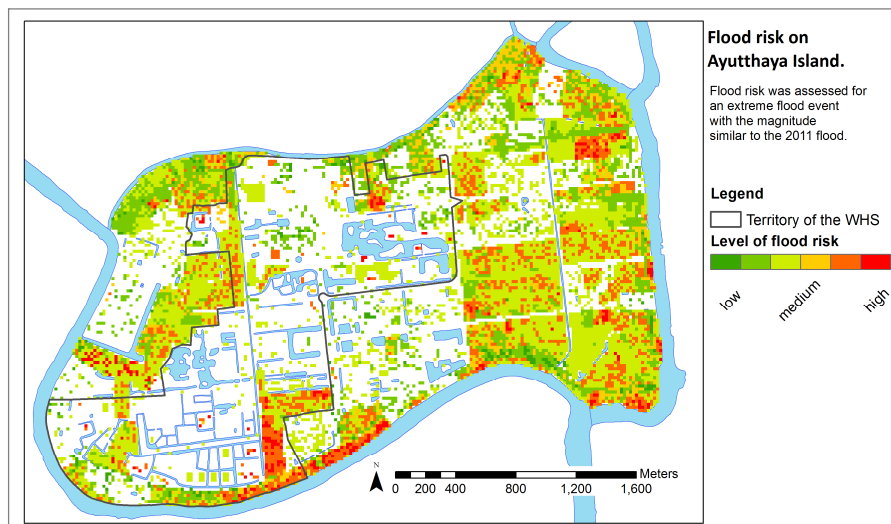 Flood risk on
Ayutthaya Island.
Flood risk was assessed for
an extreme flood event
with the magnitude
similar to the 2011 flood.
Legend
Territory of the WHS
Level of flood risk
low medium high
N
Meters
0 200 400 800 1,200 1,600